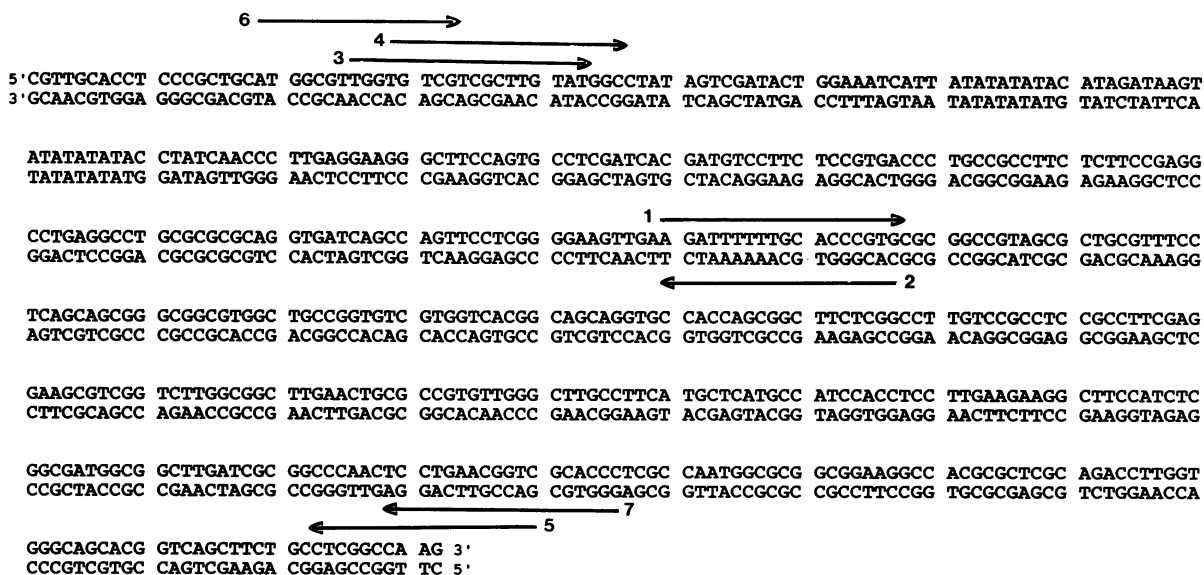 6
4
3
5' CGTTGCACCT CCCGCTGCAT GGCGTTGGTG TCGTCGCTTG TATGGCCTAT AGTCGATACT GGAAATCATT ATATATATAC ATAGATAAGT
3' GCAACGTGGA GGGCGACGTA CCGCAACCAC AGCAGCGAAC ATACCGGATA TCAGCTATGA CCTTTAGTAA TATATATATG TATCTATTCA
ATATATATAC CTATCAACCC TTGAGGAAGG GCTTCCAGTG CCTCGATCAC GATGTCCTTC TCCGTGACCC TGCCGCCTTC TCTTCCGAGG
TATATATATG GATAGTTGGG AACTCCTTCC CGAAGGTCAC GGAGCTAGTG CTACAGGAAG AGGCACTGGG ACGGCGGAAG AGAAGGCTCC
1
CCTGAGGCCT GCGCGCGCAG GTGATCAGCC AGTTCCTCGG GGAAGTTGAA GATTTTTTGC ACCCGTGCGC GGCCGTAGCG CTGCGTTTCC
GGACTCCGGA CGCGCGCGTC CACTAGTCGG TCAAGGAGCC CCTTCAACTT CTAAAAAACG TGGGCACGCG CCGGCATCGC GACGCAAAGG
2
TCAGCAGCGG GCGGCGTGGC TGCCGGTGTC GTGGTCACGG CAGCAGGTGC CACCAGCGGC TTCTCGGCCT TGTCCGCCTC CGCCTTCGAG
AGTCGTCGCC CGCCGCACCG ACGGCCACAG CACCAGTGCC GTCGTCCACG GTGGTCGCCG AAGAGCCGGA ACAGGCGGAG GCGGAAGCTC
GAAGCGTCGG TCTTGGCGGC TTGAACTGCG CCGTGTTGGG CTTGCCTTCA TGCTCATGCC ATCCACCTCC TTGAAGAAGG CTTCCATCTC
CTTCGCAGCC AGAACCGCCG AACTTGACGC GGCACAACCC GAACGGAAGT ACGAGTACGG TAGGTGGAGG AACTTCTTCC GAAGGTAGAG
GGCGATGGCG GCTTGATCGC GGCCCAACTC CTGAACGGTC GCACCCTCGC CAATGGCGCG GCGGAAGGCC ACGCGCTCGC AGACCTTGGT
CCGCTACCGC CGAACTAGCG CCGGGTTGAG GACTTGCCAG CGTGGGAGCG GTTACCGCGC CGCCTTCCGG TGCGCGAGCG TCTGGAACCA
7
5
GGGCAGCACG GTCAGCTTCT GCCTCGGCCA AG 3'
CCCGTCGTGC CAGTCGAAGA CGGAGCCGGT TC 5'